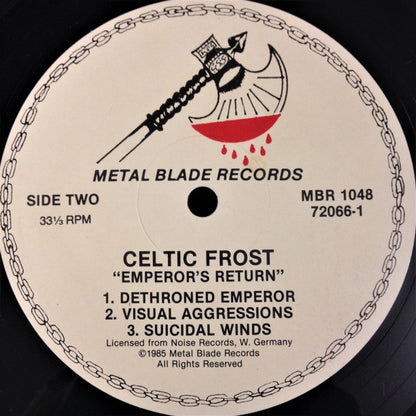 METAL BLADE RECORDS
SIDE TWO
33⅓ RPM
MBR 1048
72066-1
CELTIC FROST
"EMPEROR'S RETURN"
1. DETHRONED EMPEROR
2. VISUAL AGGRESSIONS
3. SUICIDAL WINDS
Licensed from Noise Records, W. Germany
©1985 Metal Blade Records
All Rights Reserved